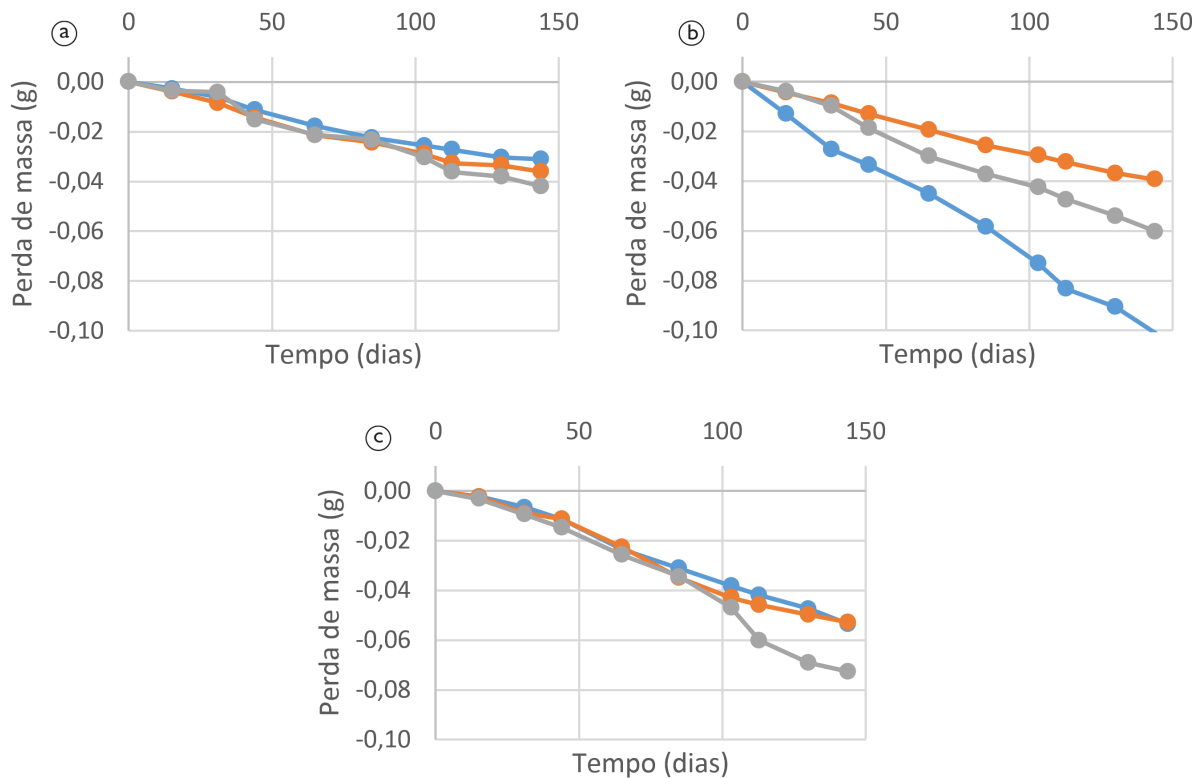 ⓐ
0 50 100 150
0,00
-0,02
-0,04
-0,06
-0,08
-0,10
Perda de massa (g)
Tempo (dias)
ⓑ
0 50 100 150
0,00
-0,02
-0,04
-0,06
-0,08
-0,10
Perda de massa (g)
Tempo (dias)
ⓒ
0 50 100 150
0,00
-0,02
-0,04
-0,06
-0,08
-0,10
Perda de massa (g)
Tempo (dias)